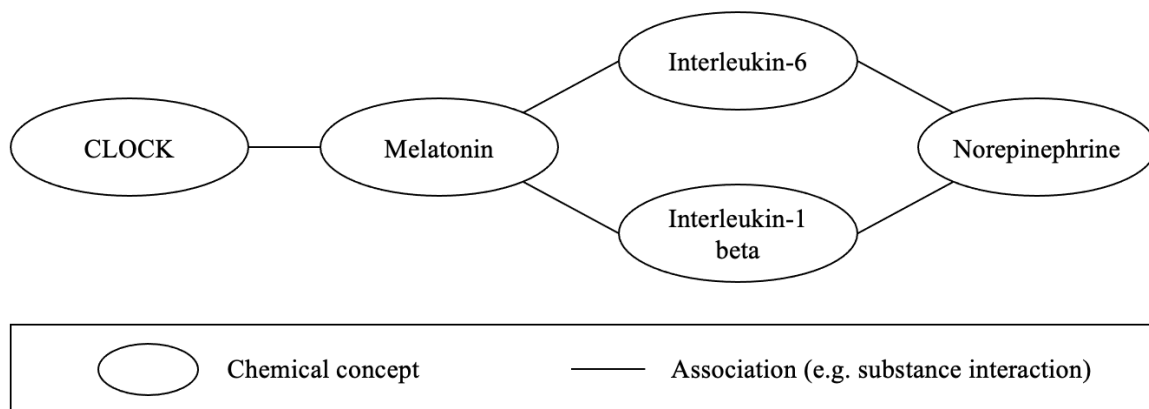 Interleukin-6
CLOCK
Melatonin
Norepinephrine
Interleukin-1
beta
Chemical concept
Association (e.g. substance interaction)